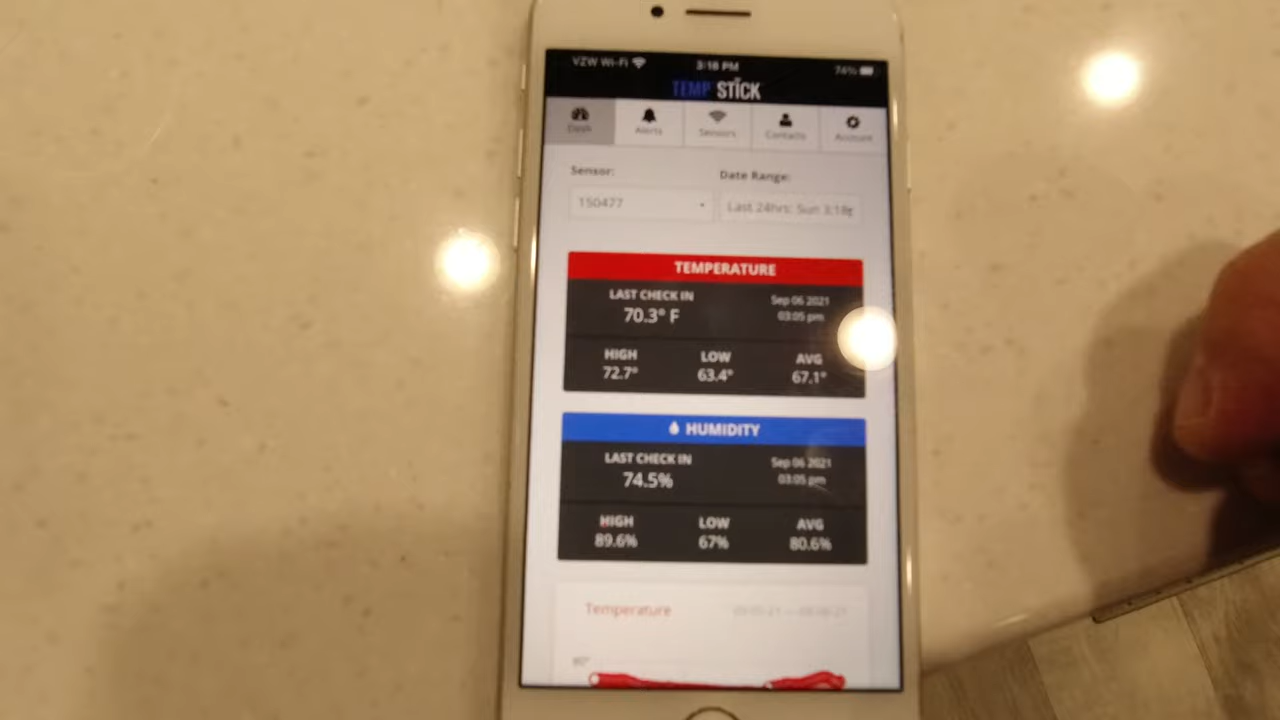 VZW Wi-Fi 3:18 PM 74%
TEMP STICK
Dash Alerts Sensors Contacts Account
Sensor: Date Range:
150477 Last 24hrs: Sun 3:18
TEMPERATURE
LAST CHECK IN Sep 06 2021
70.3° F 03:05 pm
HIGH LOW AVG
72.7° 63.4° 67.1°
HUMIDITY
LAST CHECK IN Sep 06 2021
74.5% 03:05 pm
HIGH LOW AVG
89.6% 67% 80.6%
Temperature
80°